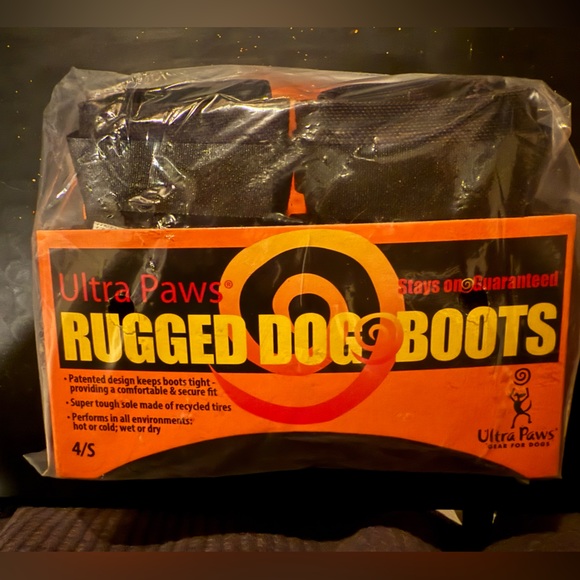 Ultra Paws®
Stays on Guaranteed
RUGGED DOG BOOTS
• Patented design keeps boots tight -
providing a comfortable & secure fit
• Super tough sole made of recycled tires
• Performs in all environments:
hot or cold; wet or dry
4/S
Ultra Paws
GEAR FOR DOGS